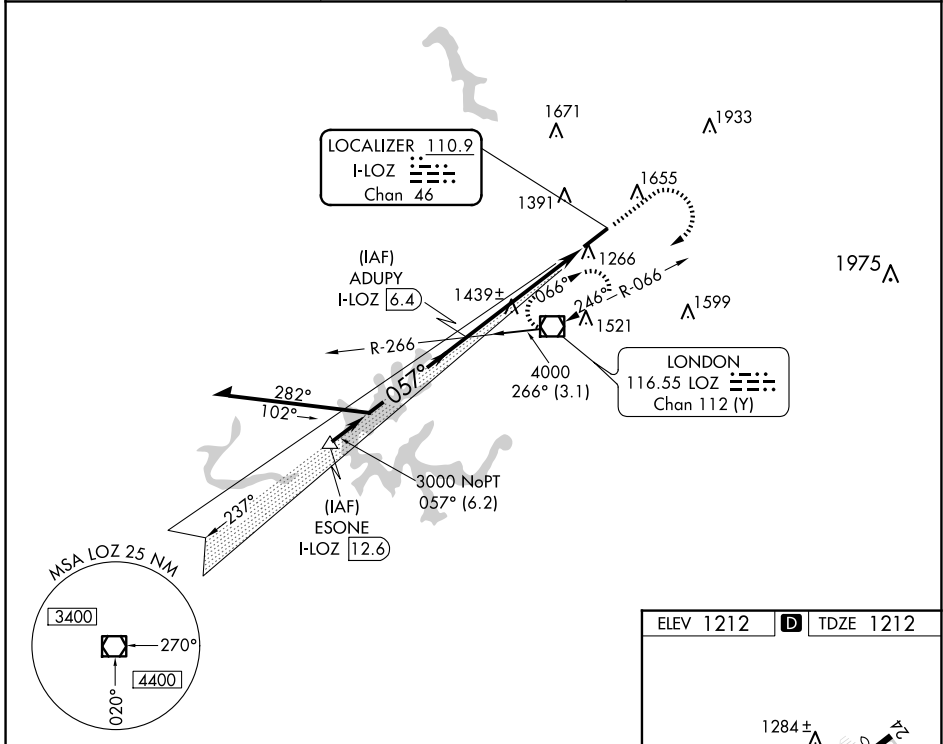 1671
1933
LOCALIZER 110.9
I-LOZ
Chan 46
1391
1655
(IAF)
ADUPY
I-LOZ 6.4
1439±
1266
066°
246°
R-066
1975
1599
1521
R-266
4000
266° (3.1)
LONDON
116.55 LOZ
Chan 112 (Y)
057°
282°
102°
3000 NoPT
057° (6.2)
237°
(IAF)
ESONE
I-LOZ 12.6
MSA LOZ 25 NM
3400
270°
4400
020°
ELEV 1212 D TDZE 1212
1284±
24